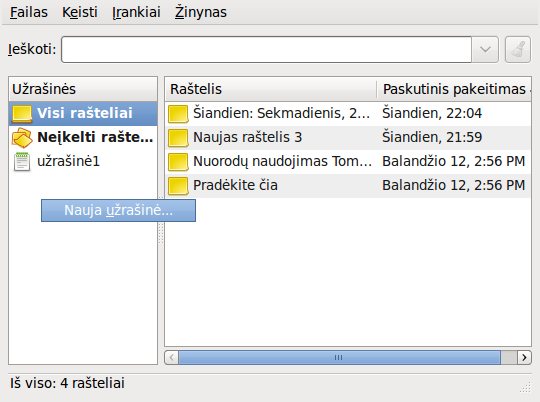 Failas Keisti Įrankiai Žinynas
Ieškoti:
Užrašinės
Visi rašteliai
Neįkelti rašte...
užrašinė1
Nauja užrašinė...
Raštelis Paskutinis pakeitimas
Šiandien: Sekmadienis, 2... Šiandien, 22:04
Naujas raštelis 3 Šiandien, 21:59
Nuorodų naudojimas Tom... Balandžio 12, 2:56 PM
Pradėkite čia Balandžio 12, 2:56 PM
Iš viso: 4 rašteliai